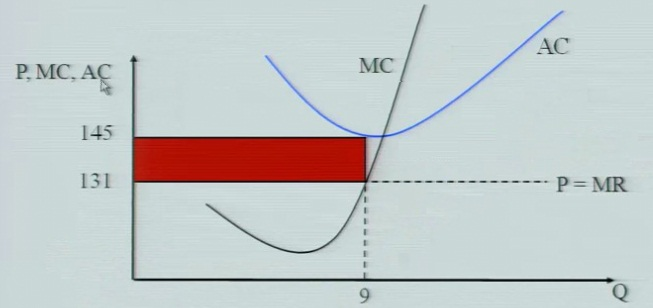 P, MC, AC
MC
AC
145
131
P = MR
9
Q